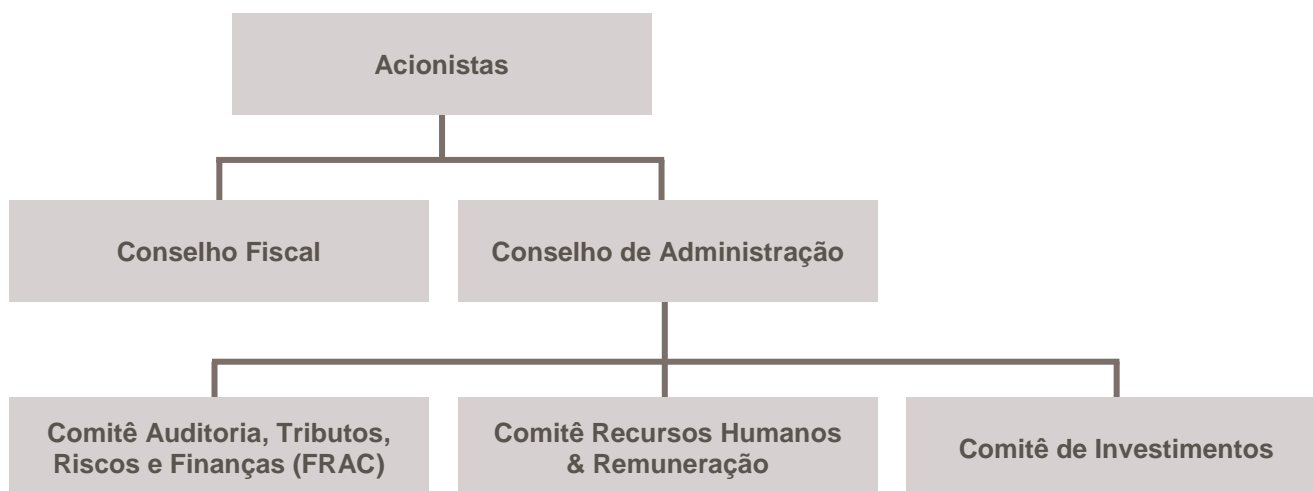 Acionistas
Conselho Fiscal
Conselho de Administração
Comitê Auditoria, Tributos,
Riscos e Finanças (FRAC)
Comitê Recursos Humanos
& Remuneração
Comitê de Investimentos